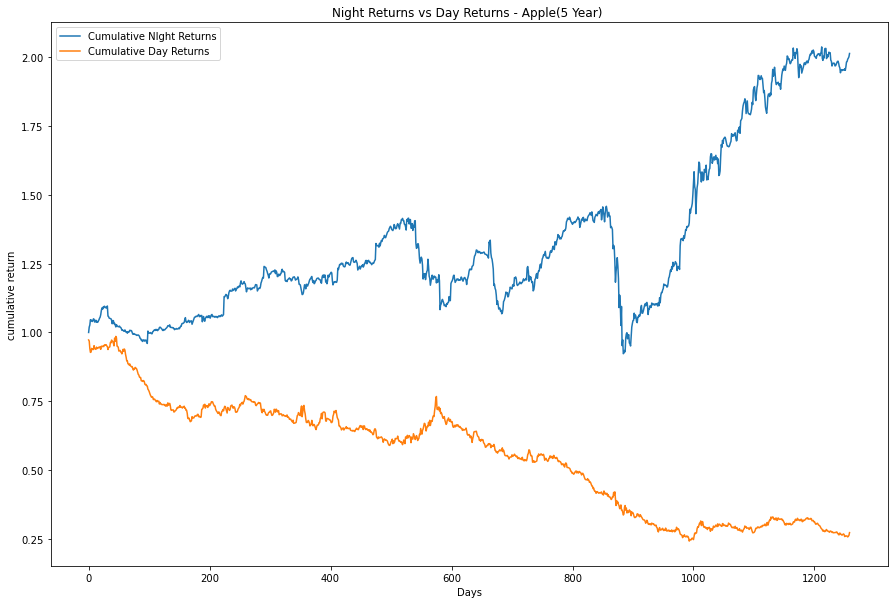 Night Returns vs Day Returns - Apple(5 Year)
Cumulative NIght Returns
Cumulative Day Returns
2.00
1.75
1.50
1.25
1.00
0.75
0.50
0.25
cumulative return
0 200 400 600 800 1000 1200
Days